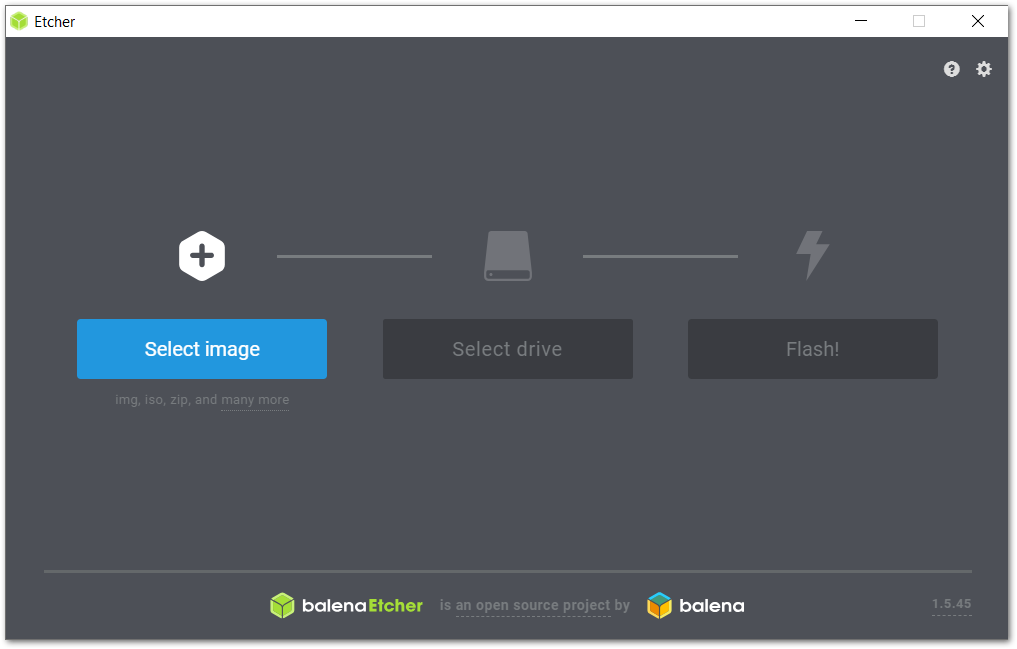 Etcher
Select image
Select drive
Flash!
img, iso, zip, and many more
balenaEtcher is an open source project by balena
1.5.45